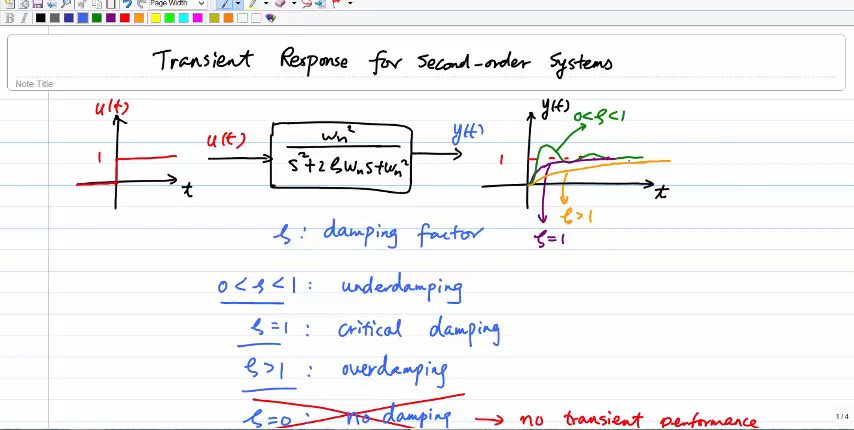 Page Width
B I
Transient Response for Second-order Systems
Note Title
u(t)
1
t
u(t)
ωn²
s²+2ζωns+ωn²
y(t)
y(t)
0<ζ<1
1
t
ζ>1
ζ=1
ζ: damping factor
0<ζ<1: underdamping
ζ=1: critical damping
ζ>1: overdamping
ζ=0: no damping → no transient performance
1/4